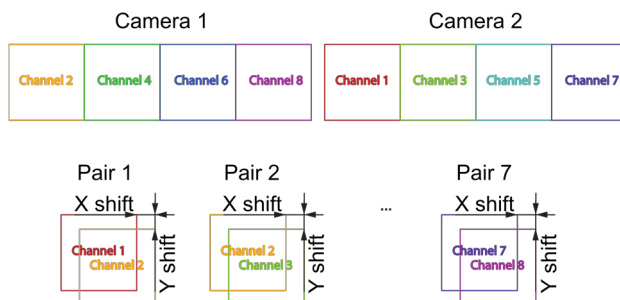 Camera 1
Camera 2
Channel 2
Channel 4
Channel 6
Channel 8
Channel 1
Channel 3
Channel 5
Channel 7
Pair 1
Pair 2
Pair 7
X shift
X shift
...
X shift
Channel 1
Channel 2
Y shift
Channel 2
Channel 3
Y shift
Channel 7
Channel 8
Y shift